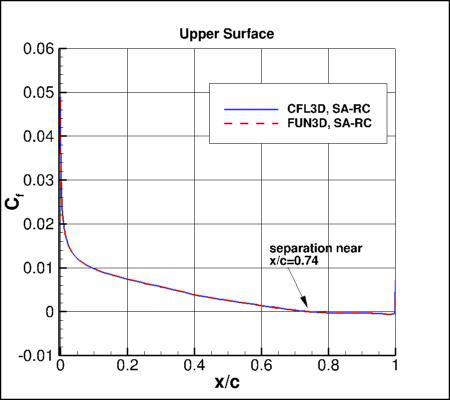 Upper Surface
0.06
0.05
0.04
0.03
0.02
0.01
0
-0.01
Cf
CFL3D, SA-RC
FUN3D, SA-RC
separation near
x/c=0.74
0 0.2 0.4 0.6 0.8 1
x/c